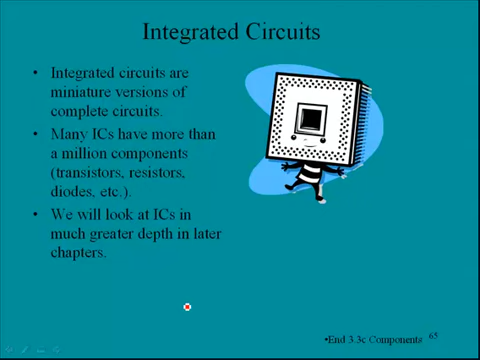 Integrated Circuits
• Integrated circuits are
miniature versions of
complete circuits.
• Many ICs have more than
a million components
(transistors, resistors,
diodes, etc.).
• We will look at ICs in
much greater depth in later
chapters.
•End 3.3c Components 65